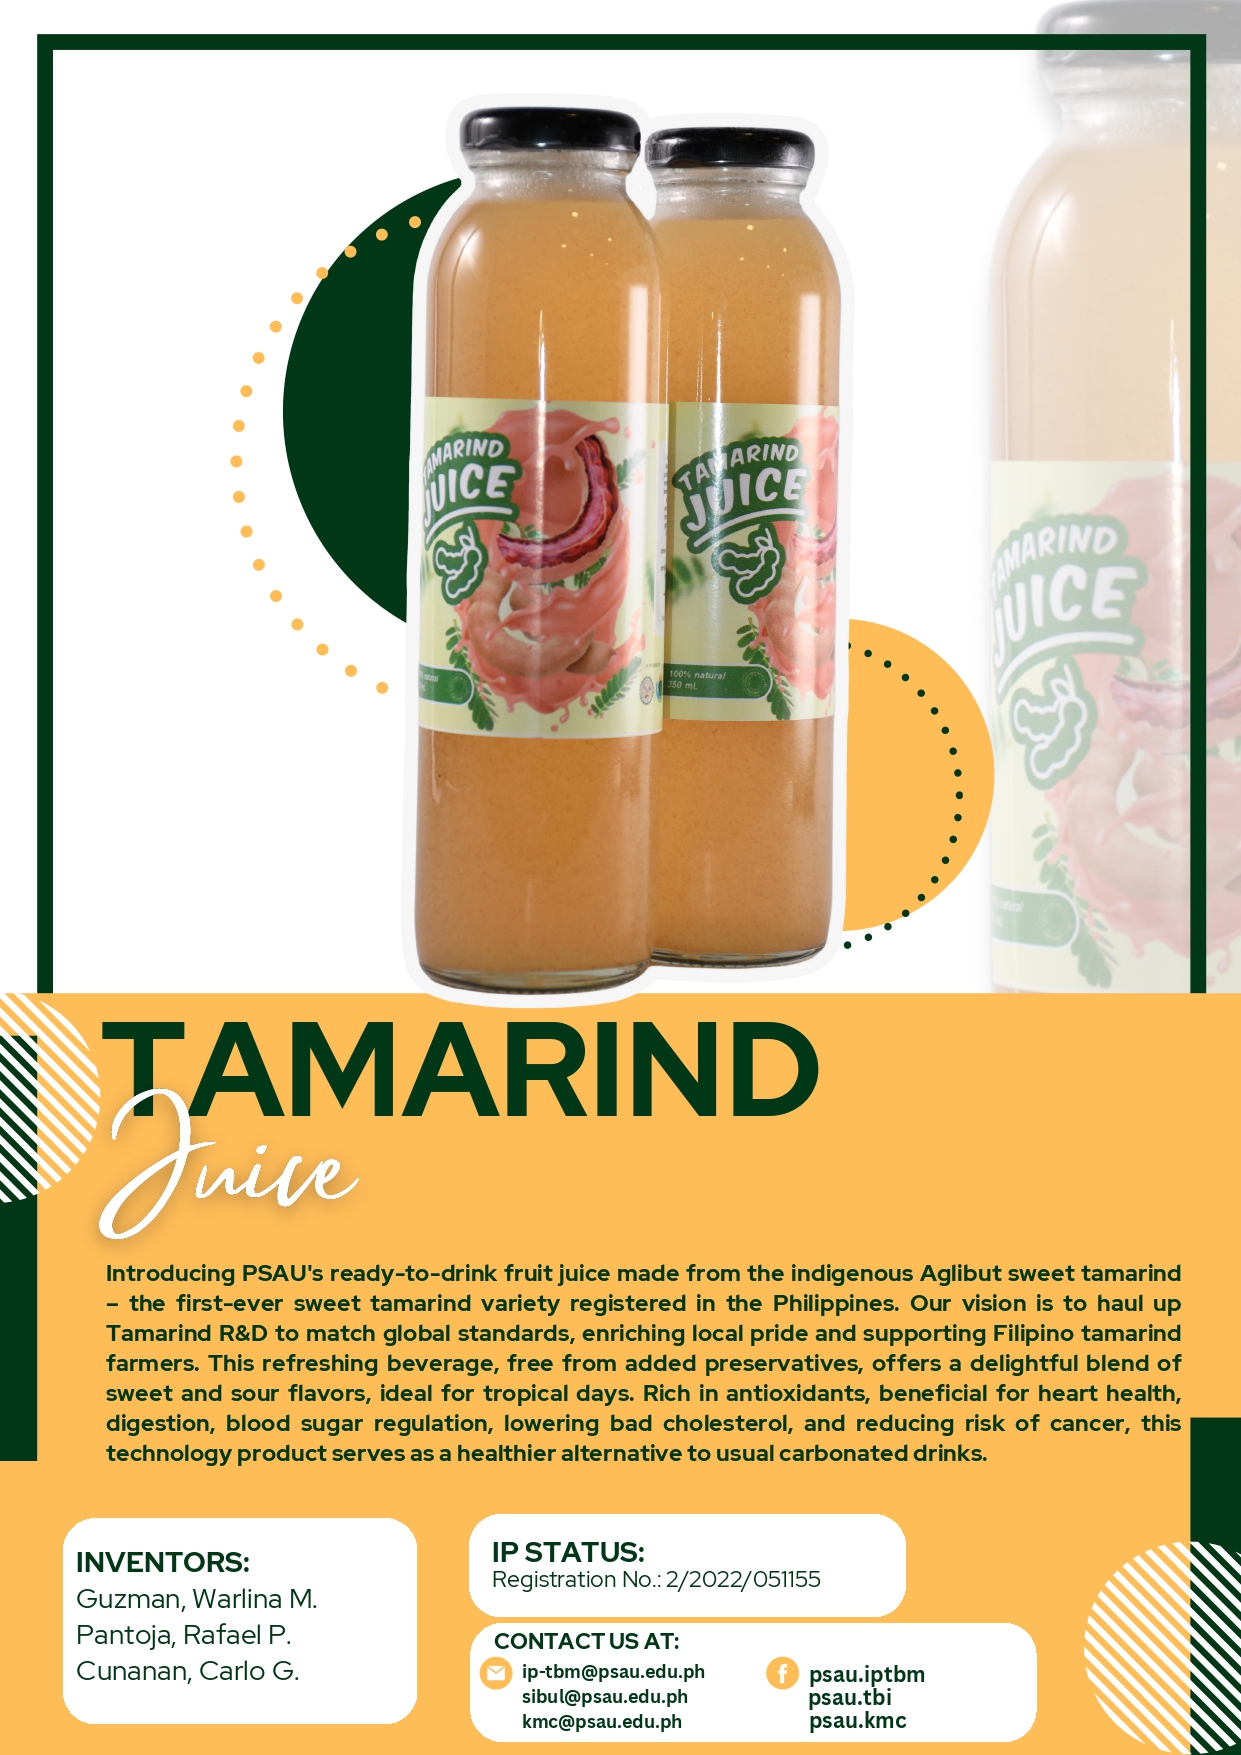 TAMARIND
JUICE
100% natural
350 mL
TAMARIND
JUICE
TAMARIND
JUICE
natural
TAMARIND
Juice
Introducing PSAU's ready-to-drink fruit juice made from the indigenous Aglibut sweet tamarind
– the first-ever sweet tamarind variety registered in the Philippines. Our vision is to haul up
Tamarind R&D to match global standards, enriching local pride and supporting Filipino tamarind
farmers. This refreshing beverage, free from added preservatives, offers a delightful blend of
sweet and sour flavors, ideal for tropical days. Rich in antioxidants, beneficial for heart health,
digestion, blood sugar regulation, lowering bad cholesterol, and reducing risk of cancer, this
technology product serves as a healthier alternative to usual carbonated drinks.
INVENTORS:
Guzman, Warlina M.
Pantoja, Rafael P.
Cunanan, Carlo G.
IP STATUS:
Registration No.: 2/2022/051155
CONTACT US AT:
ip-tbm@psau.edu.ph
sibul@psau.edu.ph
kmc@psau.edu.ph
psau.iptbm
psau.tbi
psau.kmc